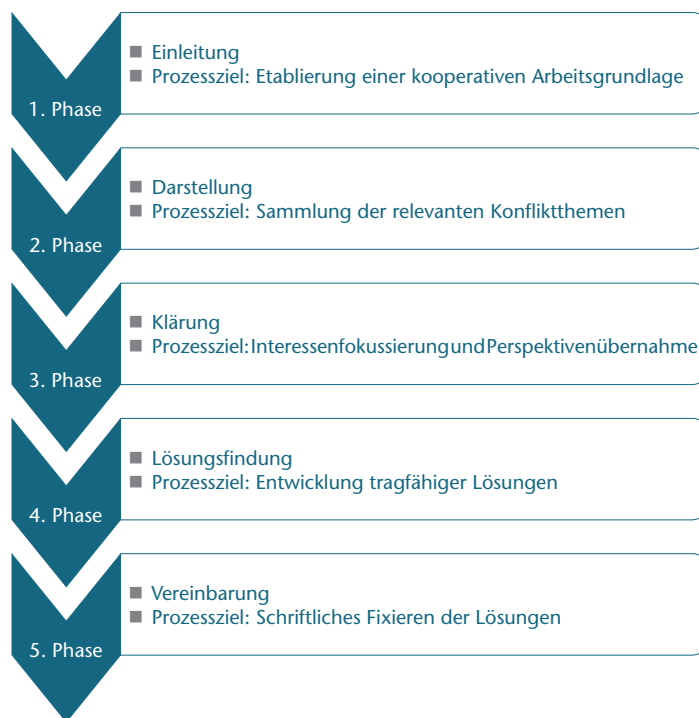 ■ Einleitung
■ Prozessziel: Etablierung einer kooperativen Arbeitsgrundlage
1. Phase
■ Darstellung
■ Prozessziel: Sammlung der relevanten Konfliktthemen
2. Phase
■ Klärung
■ Prozessziel:InteressenfokussierungundPerspektivenübernahme
3. Phase
■ Lösungsfindung
■ Prozessziel: Entwicklung tragfähiger Lösungen
4. Phase
■ Vereinbarung
■ Prozessziel: Schriftliches Fixieren der Lösungen
5. Phase